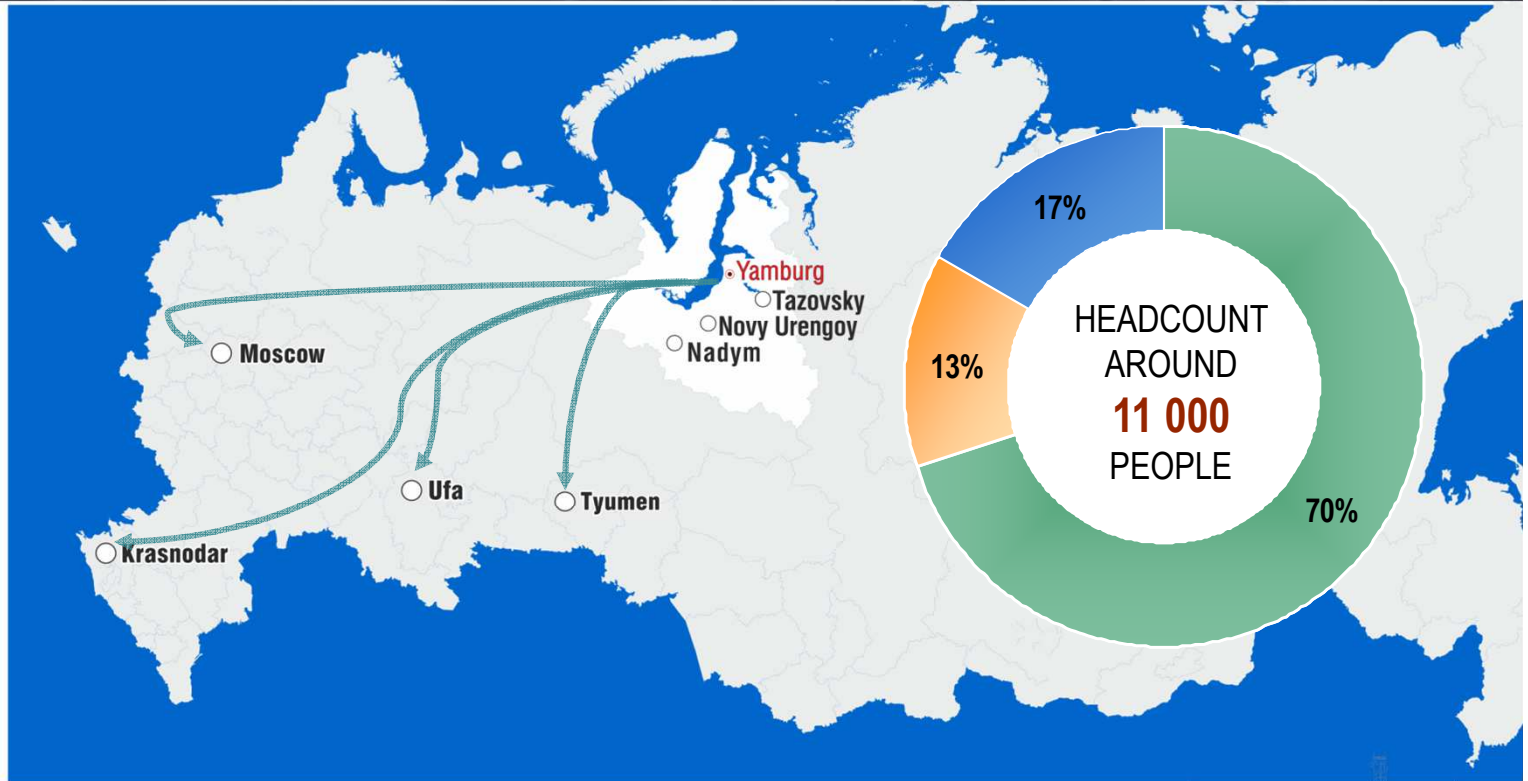 Yamburg
Tazovsky
Novy Urengoy
Nadym
Moscow
Ufa
Tyumen
Krasnodar
17%
13%
70%
HEADCOUNT
AROUND
11 000
PEOPLE